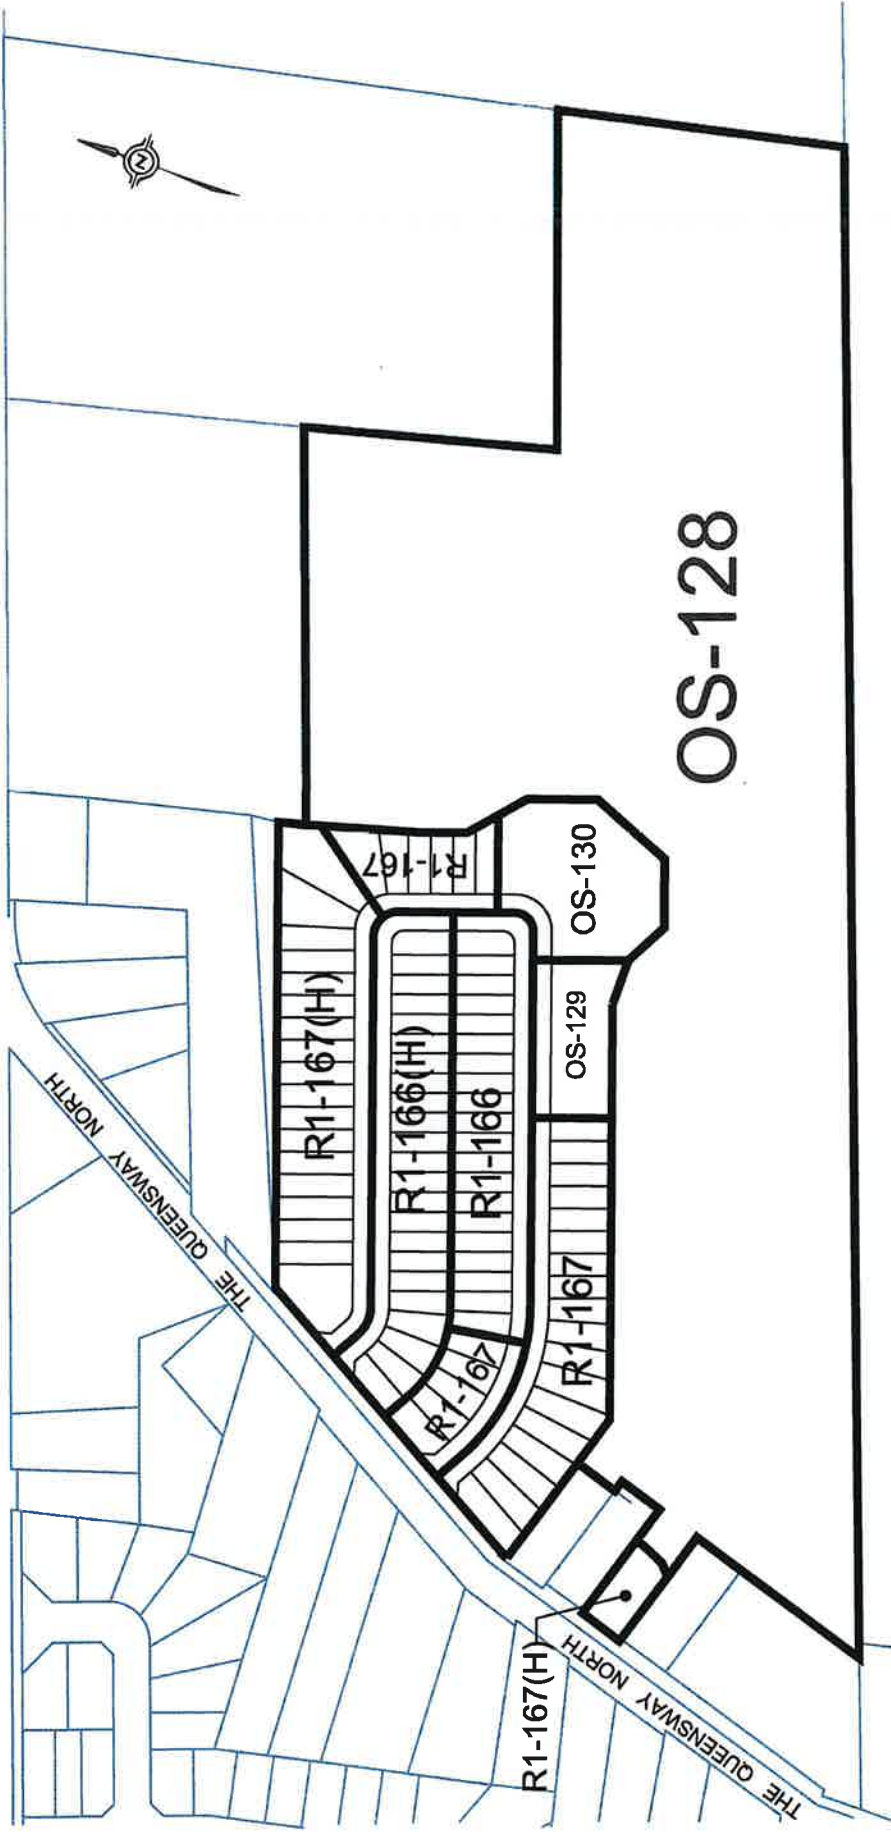 N
THE QUEENSWAY NORTH
R1-167(H)
R1-167
R1-166(H)
R1-166
R1-167
OS-130
OS-129
R1-167
OS-128
R1-167(H)
THE QUEENSWAY NORTH